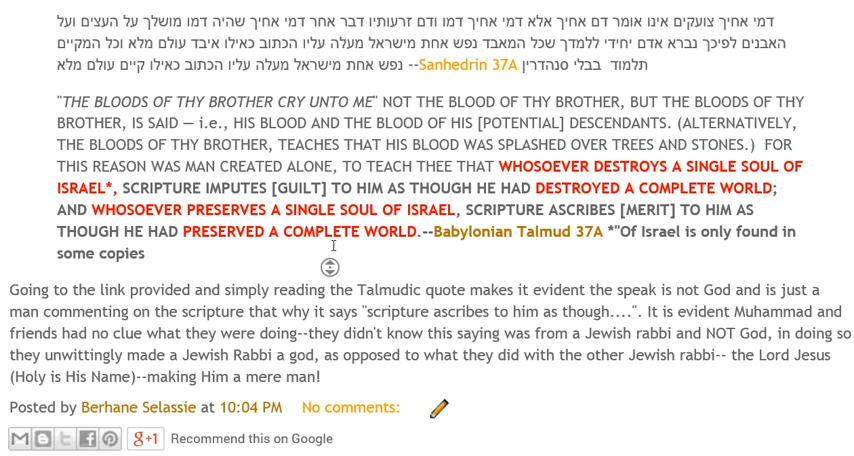 דמי אחיך צועקים אינו אומר דם אחיך אלא דמי אחיך דמו ודם זרעותיו דבר אחר דמי אחיך שהיה דמו מושלך על העצים ועל
האבנים לפיכך נברא אדם יחידי ללמדך שכל המאבד נפש אחת מישראל מעלה עליו הכתוב כאילו איבד עולם מלא וכל המקיים
נפש אחת מישראל מעלה עליו הכתוב כאילו קיים עולם מלא --Sanhedrin 37A תלמוד בבלי סנהדרין
"THE BLOODS OF THY BROTHER CRY UNTO ME" NOT THE BLOOD OF THY BROTHER, BUT THE BLOODS OF THY
BROTHER, IS SAID — i.e., HIS BLOOD AND THE BLOOD OF HIS [POTENTIAL] DESCENDANTS. (ALTERNATIVELY,
THE BLOODS OF THY BROTHER, TEACHES THAT HIS BLOOD WAS SPLASHED OVER TREES AND STONES.) FOR
THIS REASON WAS MAN CREATED ALONE, TO TEACH THEE THAT WHOSOEVER DESTROYS A SINGLE SOUL OF
ISRAEL*, SCRIPTURE IMPUTES [GUILT] TO HIM AS THOUGH HE HAD DESTROYED A COMPLETE WORLD;
AND WHOSOEVER PRESERVES A SINGLE SOUL OF ISRAEL, SCRIPTURE ASCRIBES [MERIT] TO HIM AS
THOUGH HE HAD PRESERVED A COMPLETE WORLD.--Babylonian Talmud 37A *"Of Israel is only found in
some copies
Going to the link provided and simply reading the Talmudic quote makes it evident the speak is not God and is just a
man commenting on the scripture that why it says "scripture ascribes to him as though....". It is evident Muhammad and
friends had no clue what they were doing--they didn't know this saying was from a Jewish rabbi and NOT God, in doing so
they unwittingly made a Jewish Rabbi a god, as opposed to what they did with the other Jewish rabbi-- the Lord Jesus
(Holy is His Name)--making Him a mere man!
Posted by Berhane Selassie at 10:04 PM No comments:
g+1 Recommend this on Google